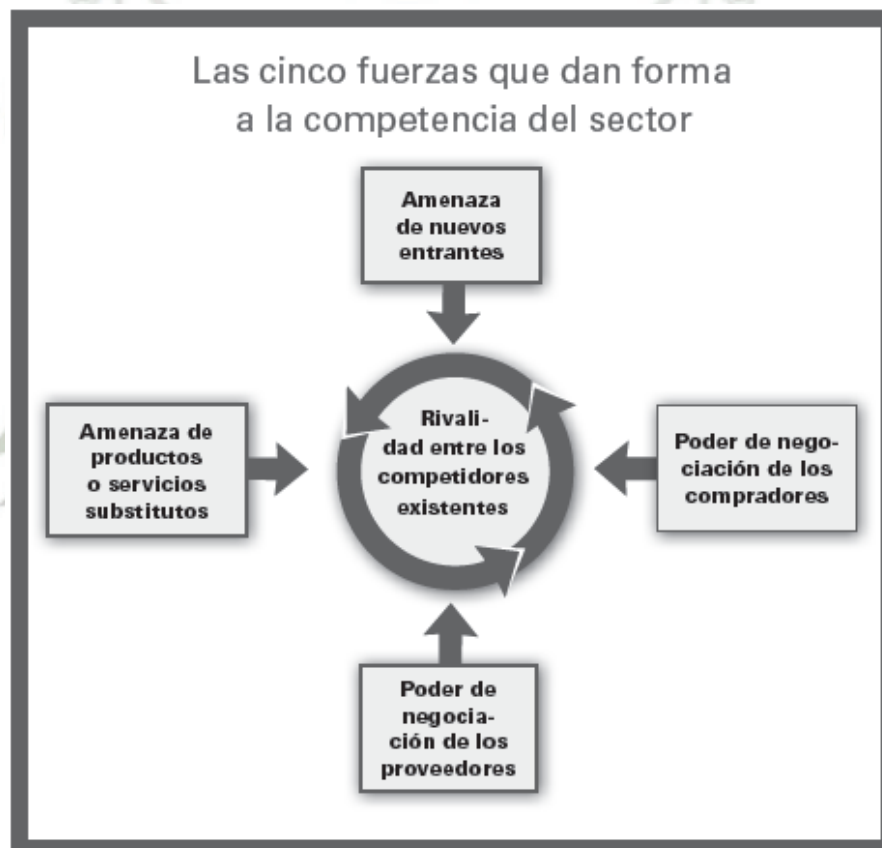 Las cinco fuerzas que dan forma
a la competencia del sector
Amenaza
de nuevos
entrantes
Amenaza de
productos
o servicios
substitutos
Rivali-
dad entre los
competidores
existentes
Poder de nego-
ciación de los
compradores
Poder de
negocia-
ción de los
proveedores